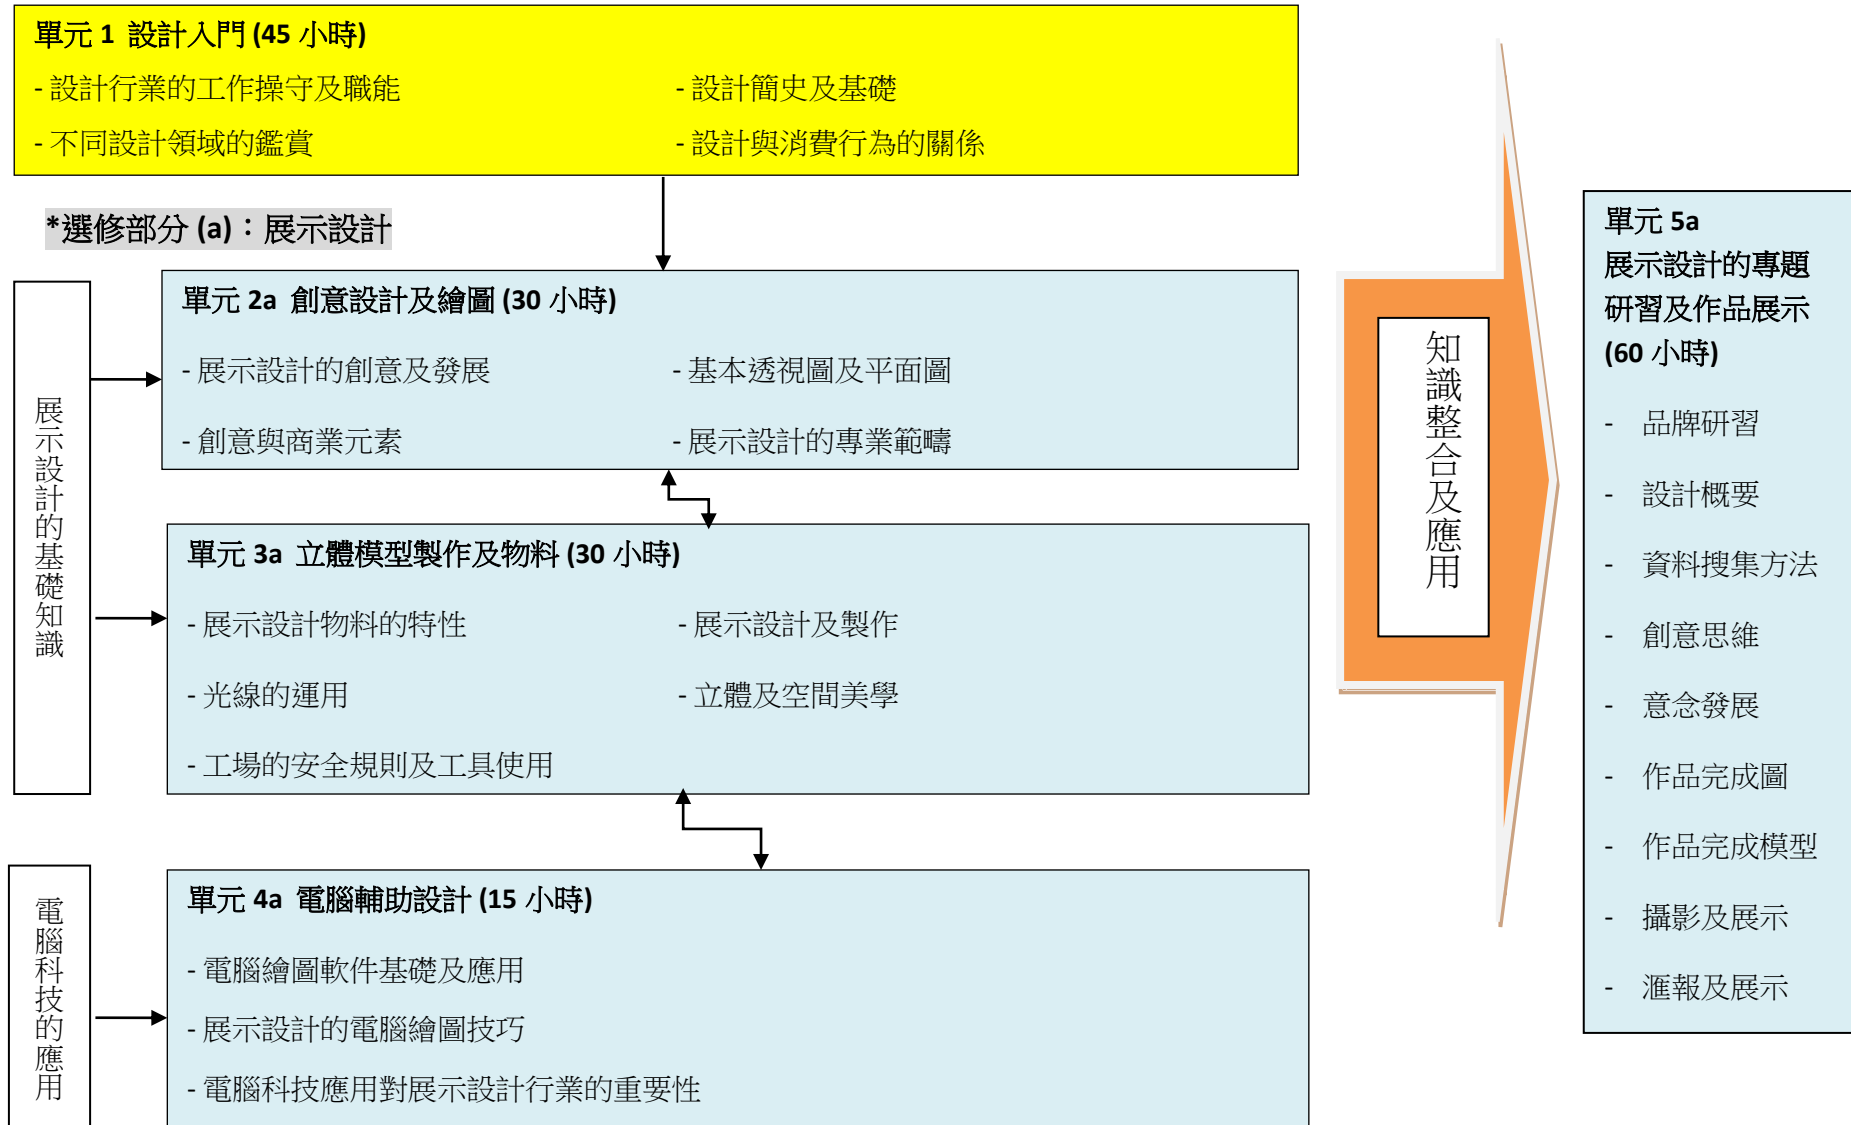 單元 1 設計入門 (45 小時)
- 設計行業的工作操守及職能
- 設計簡史及基礎
- 不同設計領域的鑑賞
- 設計與消費行為的關係
*選修部分 (a)：展示設計
展示設計的基礎知識
單元 2a 創意設計及繪圖 (30 小時)
- 展示設計的創意及發展
- 基本透視圖及平面圖
- 創意與商業元素
- 展示設計的專業範疇
單元 3a 立體模型製作及物料 (30 小時)
- 展示設計物料的特性
- 展示設計及製作
- 光線的運用
- 立體及空間美學
- 工場的安全規則及工具使用
電腦科技的應用
單元 4a 電腦輔助設計 (15 小時)
- 電腦繪圖軟件基礎及應用
- 展示設計的電腦繪圖技巧
- 電腦科技應用對展示設計行業的重要性
知識整合及應用
單元 5a
展示設計的專題
研習及作品展示
(60 小時)
- 品牌研習
- 設計概要
- 資料搜集方法
- 創意思維
- 意念發展
- 作品完成圖
- 作品完成模型
- 攝影及展示
- 滙報及展示